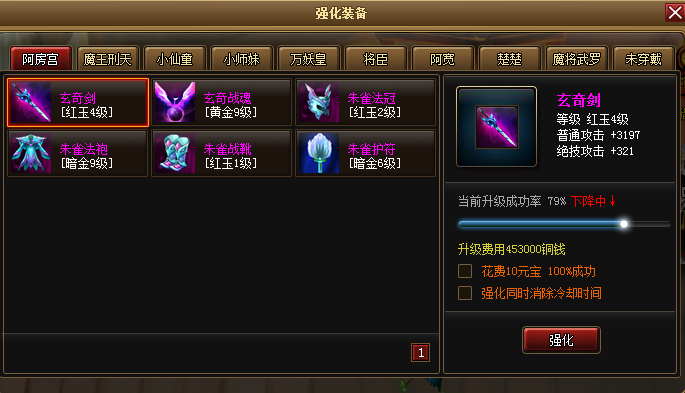 强化装备
阿房宫 魔王刑天 小仙童 小师妹 万妖皇 将臣 阿宽 楚楚 魔将武罗 未穿戴
玄奇剑
[红玉4级]
玄奇战魂
[黄金9级]
朱雀法冠
[红玉2级]
朱雀法袍
[暗金9级]
朱雀战靴
[红玉1级]
朱雀护符
[暗金6级]
1
玄奇剑
等级 红玉4级
普通攻击 +3197
绝技攻击 +321
当前升级成功率 79% 下降中↓
升级费用453000铜钱
花费10元宝 100%成功
强化同时消除冷却时间
强化